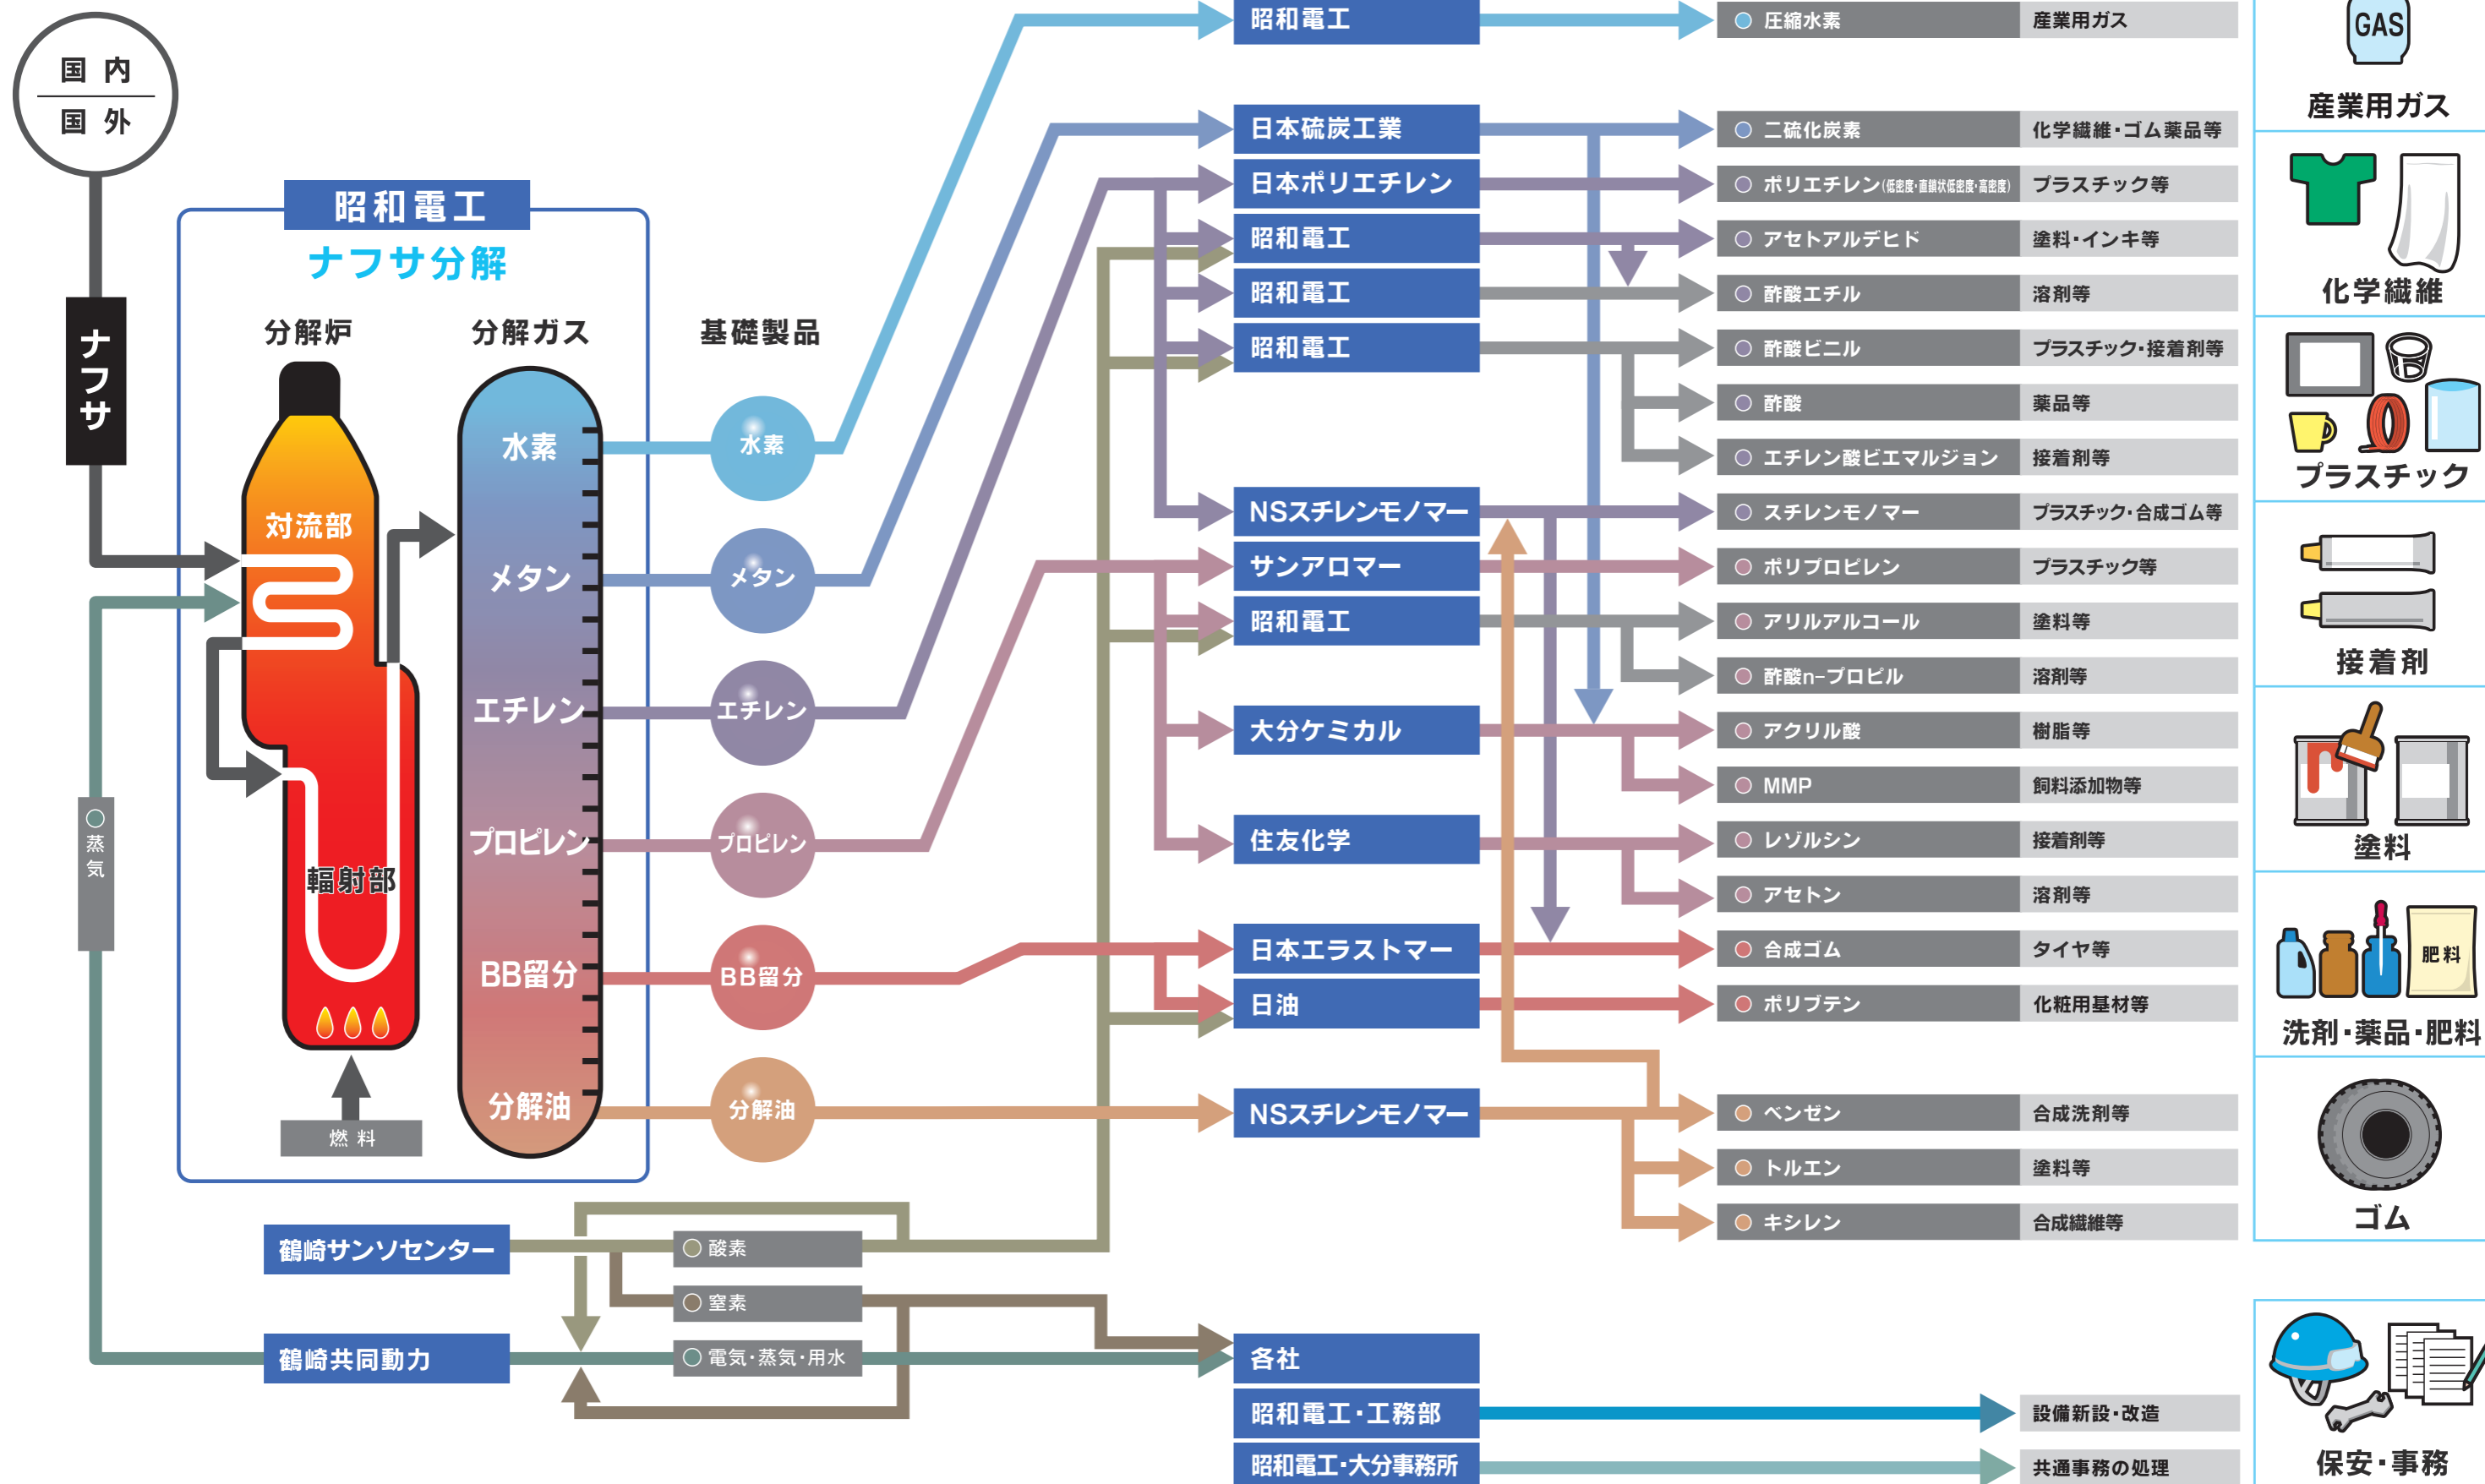 国内
国外
ナフサ
蒸気
昭和電工
ナフサ分解
分解炉
分解ガス
基礎製品
対流部
輻射部
燃料
水素
メタン
エチレン
プロピレン
BB留分
分解油
水素
メタン
エチレン
プロピレン
BB留分
分解油
鶴崎サンソセンター
酸素
窒素
鶴崎共同動力
電気・蒸気・用水
昭和電工
圧縮水素 産業用ガス
日本硫炭工業
二硫化炭素 化学繊維・ゴム薬品等
日本ポリエチレン
ポリエチレン(低密度・直鎖状低密度・高密度) プラスチック等
昭和電工
アセトアルデヒド 塗料・インキ等
昭和電工
酢酸エチル 溶剤等
昭和電工
酢酸ビニル プラスチック・接着剤等
酢酸 薬品等
エチレン酸ビエマルジョン 接着剤等
NSスチレンモノマー
スチレンモノマー プラスチック・合成ゴム等
サンアロマー
ポリプロピレン プラスチック等
昭和電工
アリルアルコール 塗料等
酢酸n-プロピル 溶剤等
大分ケミカル
アクリル酸 樹脂等
MMP 飼料添加物等
住友化学
レゾルシン 接着剤等
アセトン 溶剤等
日本エラストマー
合成ゴム タイヤ等
日油
ポリブテン 化粧用基材等
NSスチレンモノマー
ベンゼン 合成洗剤等
トルエン 塗料等
キシレン 合成繊維等
各社
昭和電工・工務部
設備新設・改造
昭和電工・大分事務所
共通事務の処理
GAS
産業用ガス
化学繊維
プラスチック
接着剤
塗料
肥料
洗剤・薬品・肥料
ゴム
保安・事務